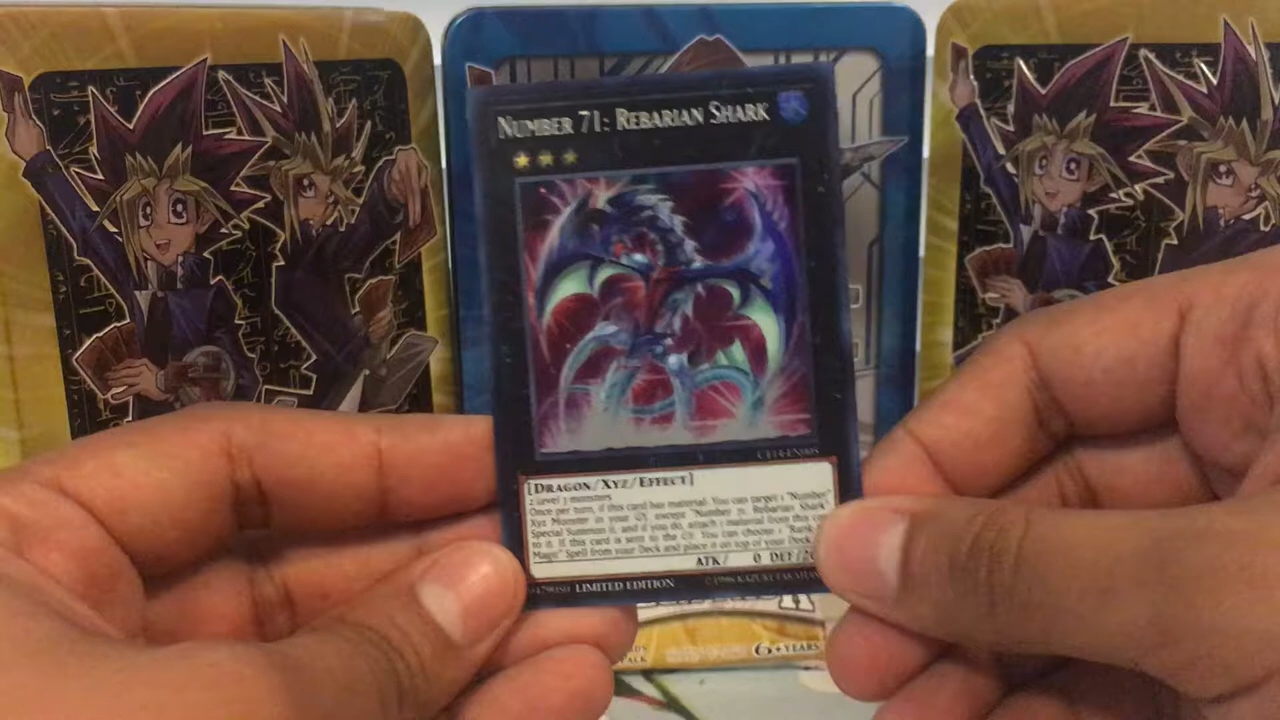 NUMBER 71: REBARIAN SHARK
[DRAGON/XYZ/EFFECT]
2 Level 3 monsters
Once per turn, if this card has material: You can target 1 "Number"
Xyz Monster in your GY, except "Number 71: Rebarian Shark"
Special Summon it, and if you do, attach 1 material from this
to it. If this card is sent to the GY: You can choose 1 "Rank
Magic" Spell from your Deck and place it on top of your Deck
ATK/ 0 DEF/20
LIMITED EDITION ©1996 KAZUKI
PACK 6+YEARS